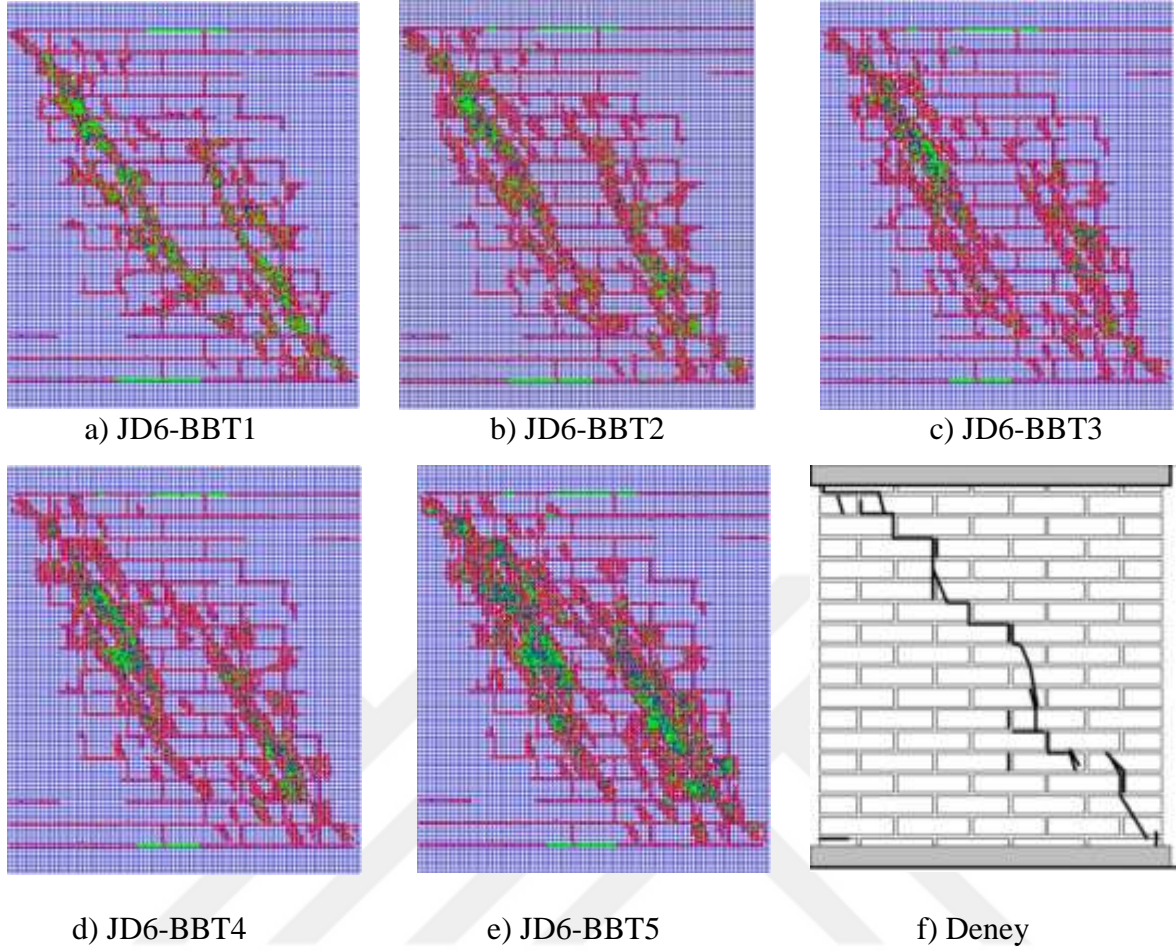 a) JD6-BBT1
b) JD6-BBT2
c) JD6-BBT3
d) JD6-BBT4
e) JD6-BBT5
f) Deney